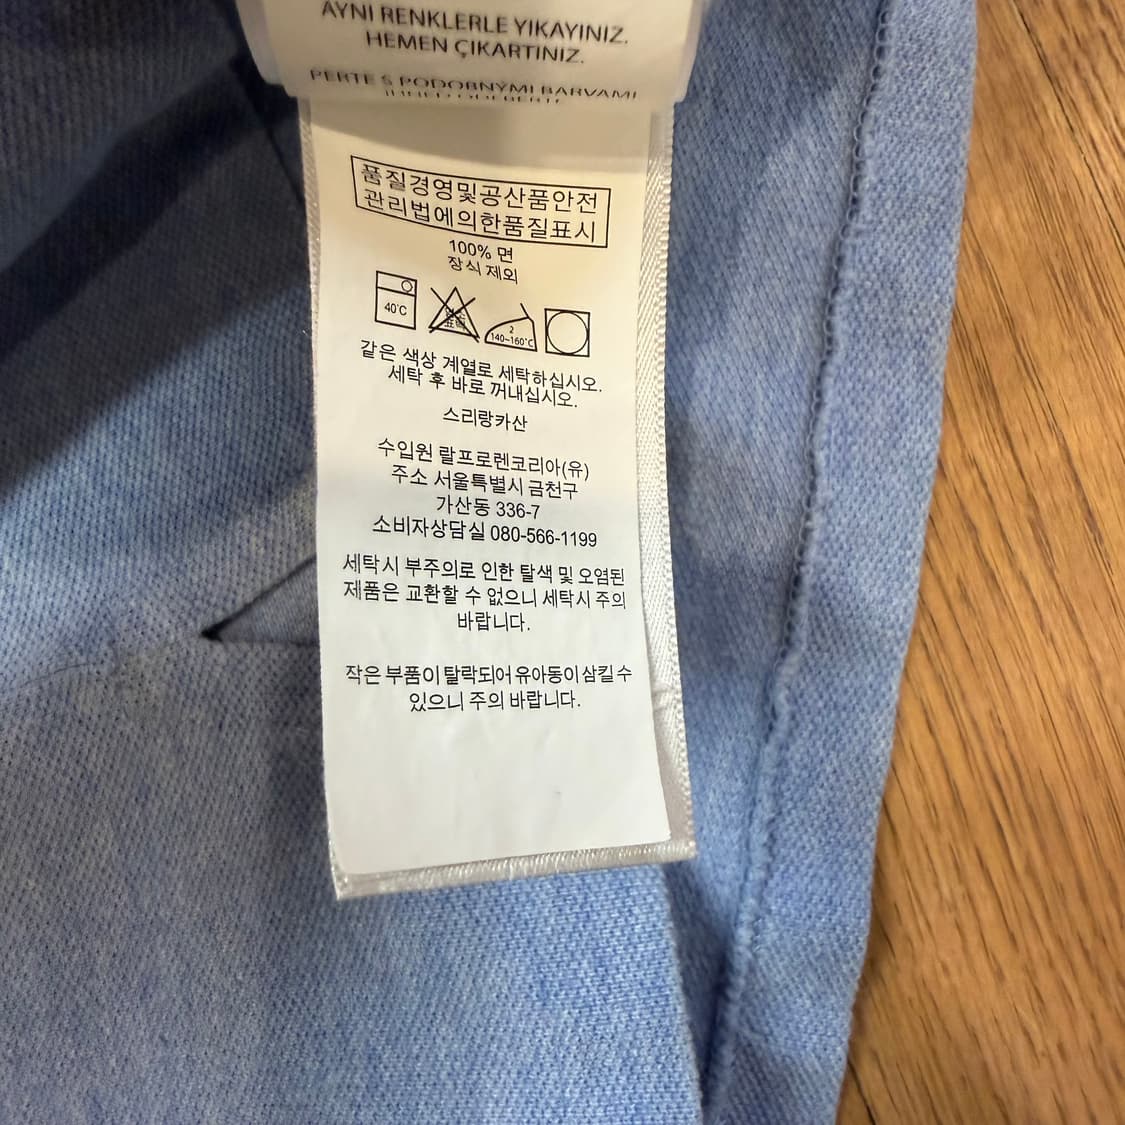 AYNI RENKLERLE YIKAYINIZ.
HEMEN ÇIKARTINIZ.
PERTE S PODOBNÝMI BARVAMI
품질경영및공산품안전
관리법에의한품질표시
100% 면
장식 제외
40°C
2
140~160°C
같은 색상 계열로 세탁하십시오.
세탁 후 바로 꺼내십시오.
스리랑카산
수입원 랄프로렌코리아(유)
주소 서울특별시 금천구
가산동 336-7
소비자상담실 080-566-1199
세탁시 부주의로 인한 탈색 및 오염된
제품은 교환할 수 없으니 세탁시 주의
바랍니다.
작은 부품이 탈락되어 유아동이 삼킬 수
있으니 주의 바랍니다.